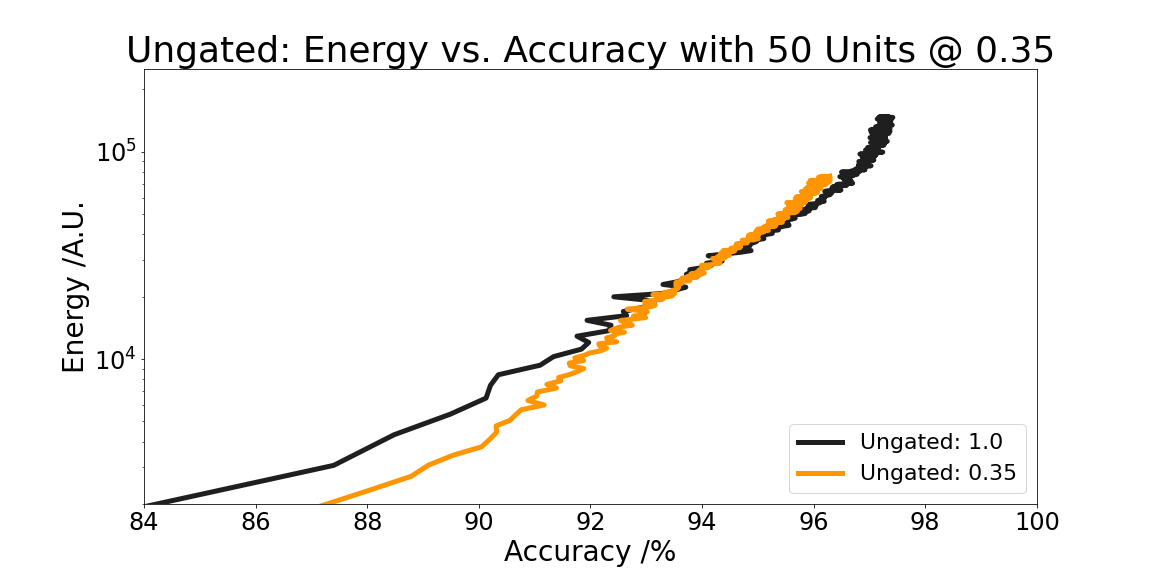 Ungated: Energy vs. Accuracy with 50 Units @ 0.35
10^5
10^4
Energy /A.U.
Ungated: 1.0
Ungated: 0.35
84 86 88 90 92 94 96 98 100
Accuracy /%